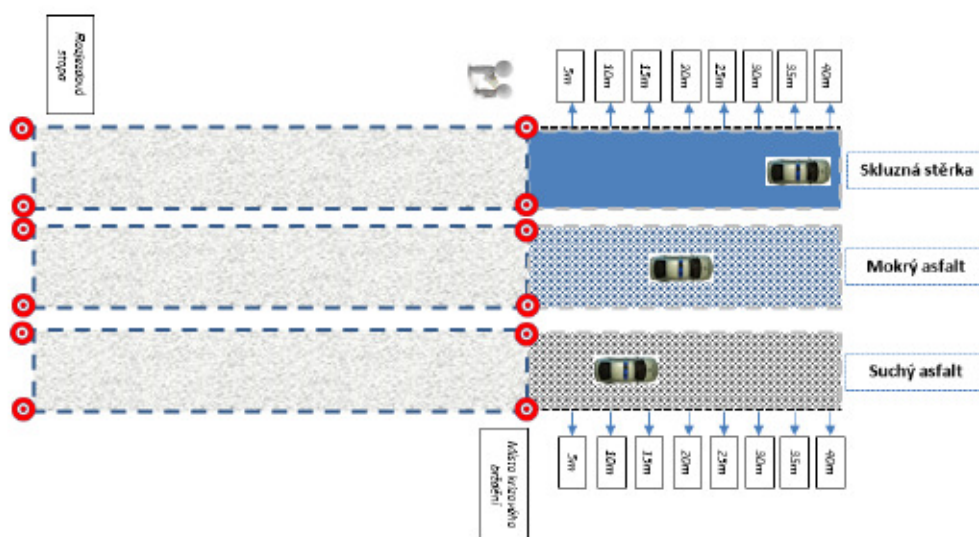 Rozjezdová
stopa
5m
10m
15m
20m
25m
30m
35m
40m
Skluzná stěrka
Mokrý asfalt
Suchý asfalt
Místo krizového
brždění
5m
10m
15m
20m
25m
30m
35m
40m